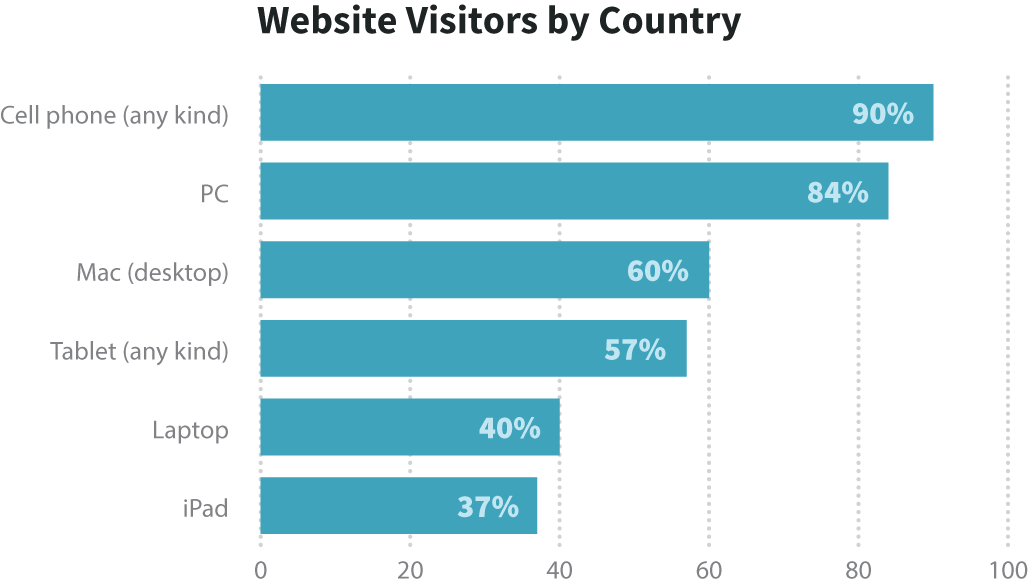 Website Visitors by Country
Cell phone (any kind) 90%
PC 84%
Mac (desktop) 60%
Tablet (any kind) 57%
Laptop 40%
iPad 37%
0 20 40 60 80 100